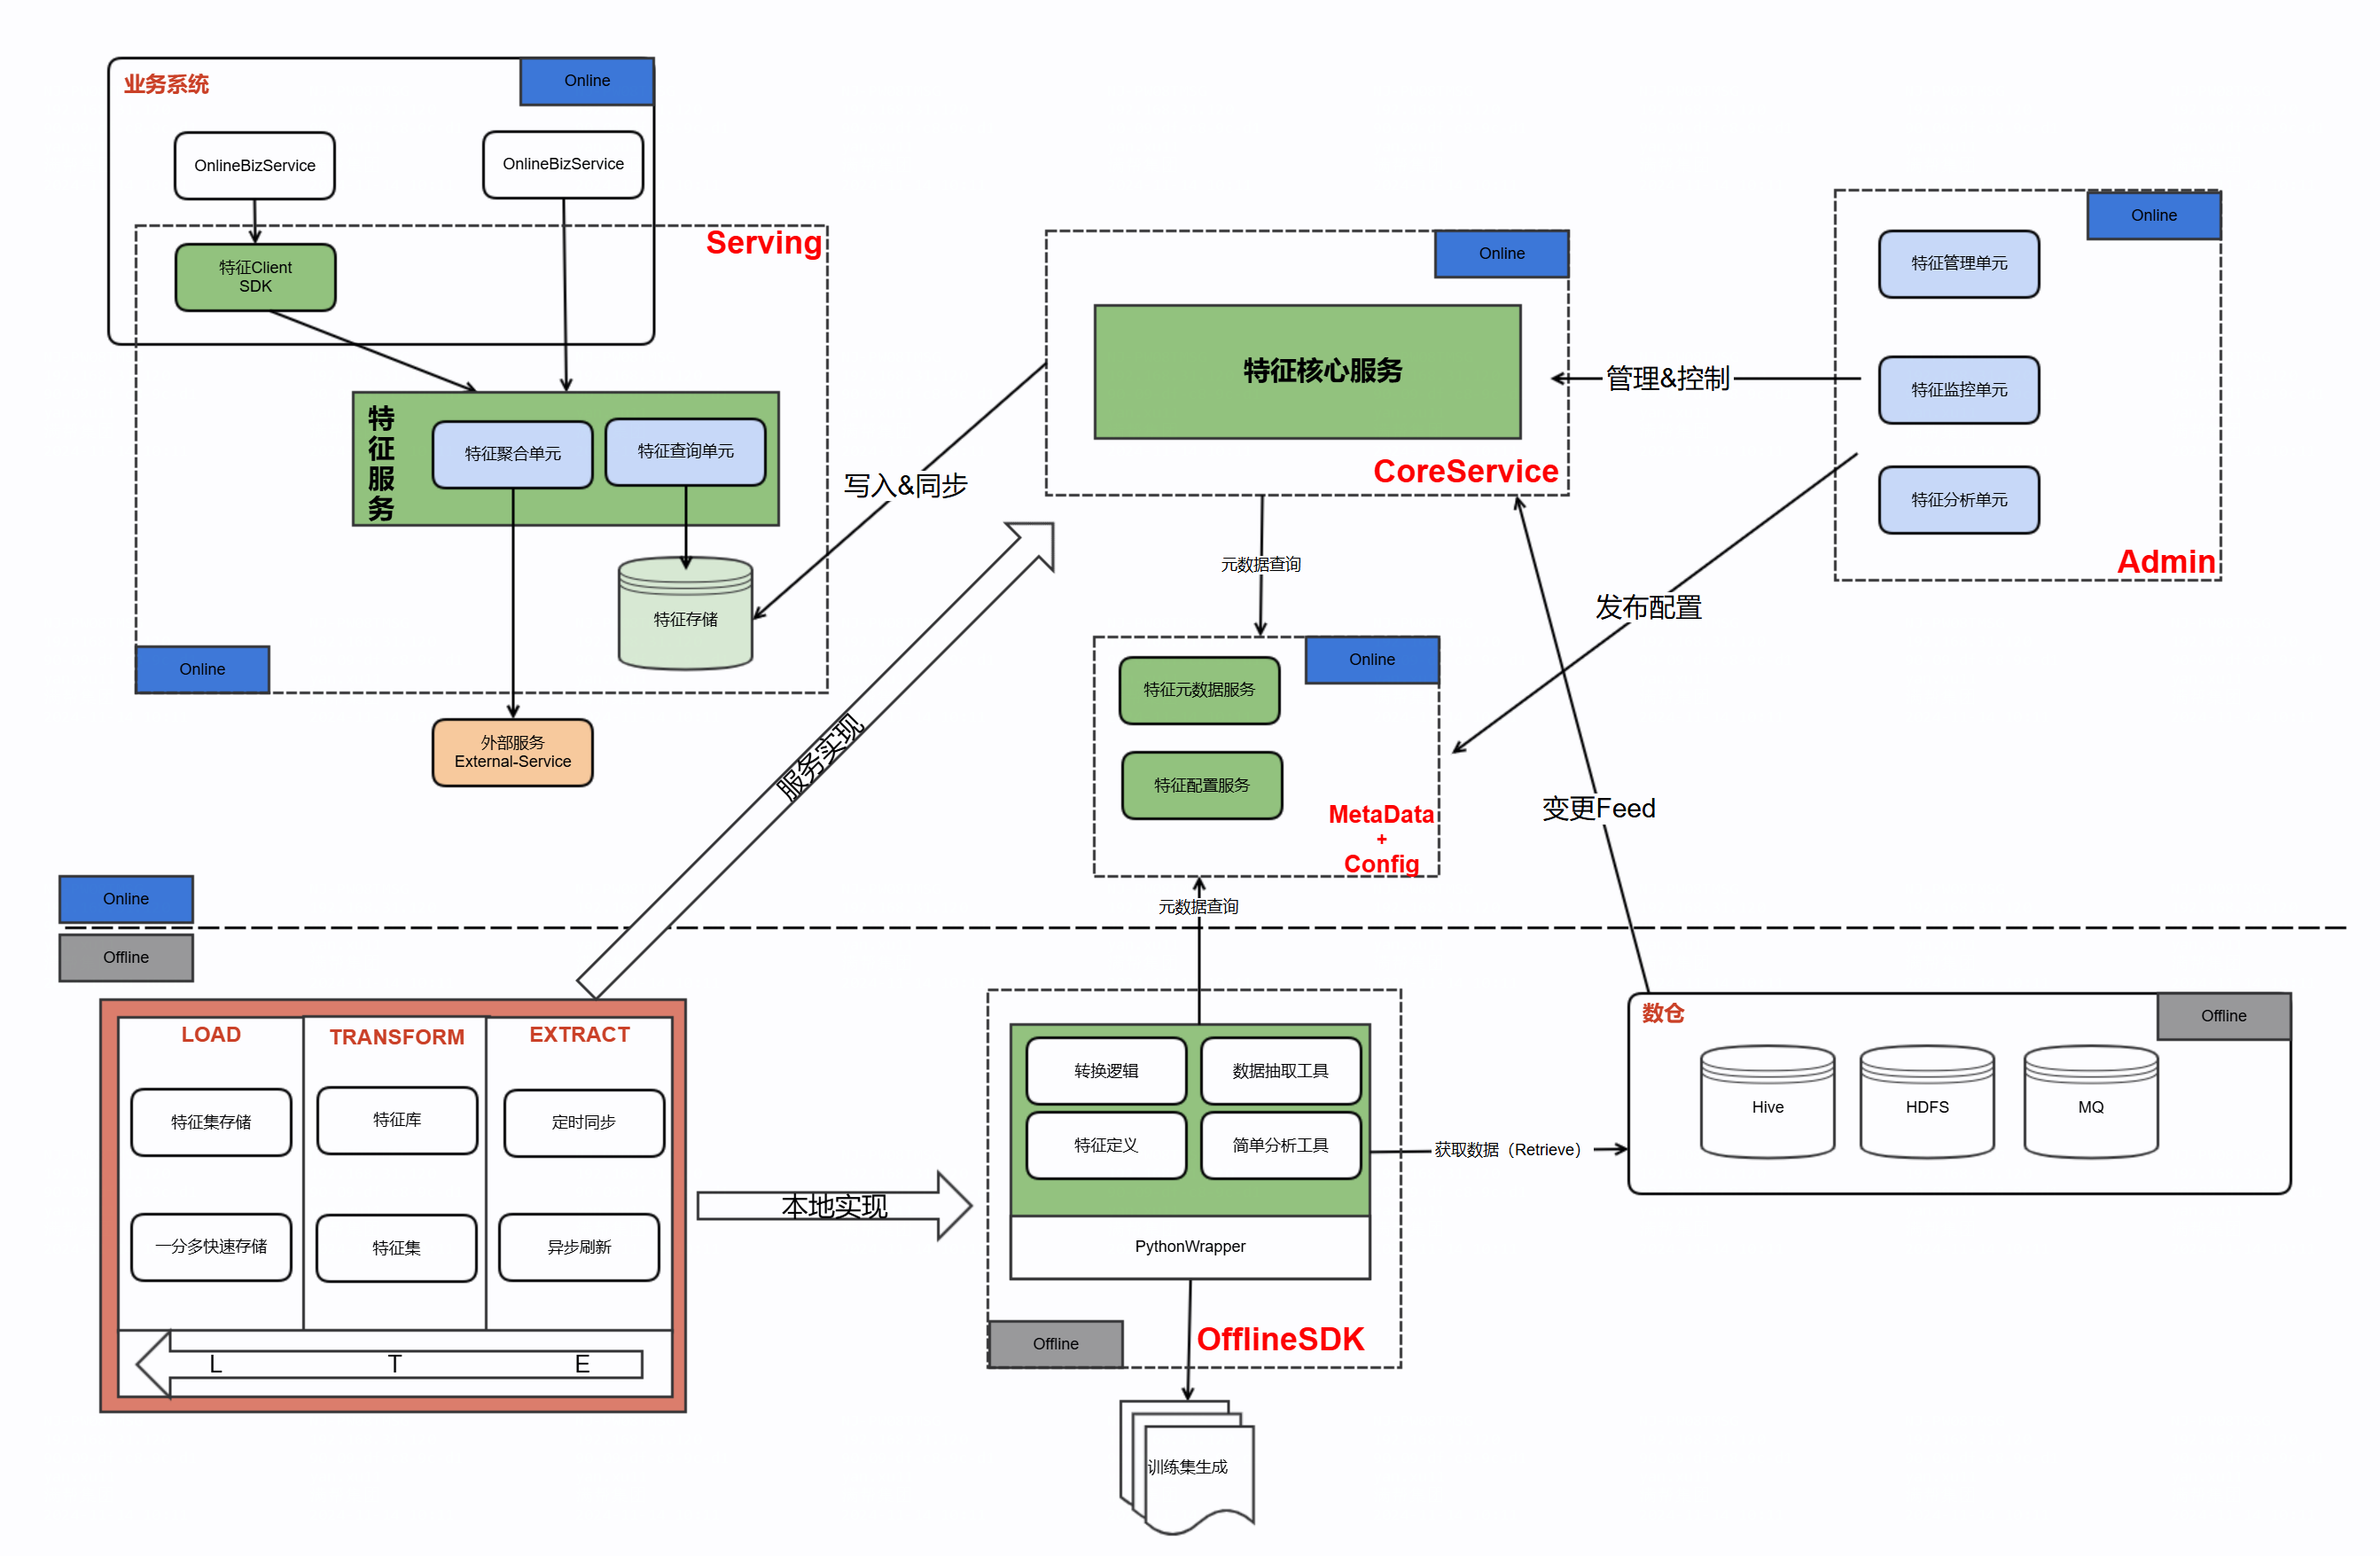 业务系统
Online
OnlineBizService
OnlineBizService
Serving
特征Client
SDK
特
征
服
务
特征聚合单元
特征查询单元
特征存储
Online
外部服务
External-Service
写入&同步
Online
特征核心服务
CoreService
管理&控制
Online
特征管理单元
特征监控单元
特征分析单元
Admin
元数据查询
发布配置
Online
特征元数据服务
特征配置服务
MetaData
+
Config
变更Feed
服务实现
元数据查询
Online
Offline
LOAD
TRANSFORM
EXTRACT
特征集存储
特征库
定时同步
一分多快速存储
特征集
异步刷新
L
T
E
本地实现
转换逻辑
数据抽取工具
特征定义
简单分析工具
PythonWrapper
Offline
OfflineSDK
获取数据（Retrieve）
数仓
Offline
Hive
HDFS
MQ
训练集生成